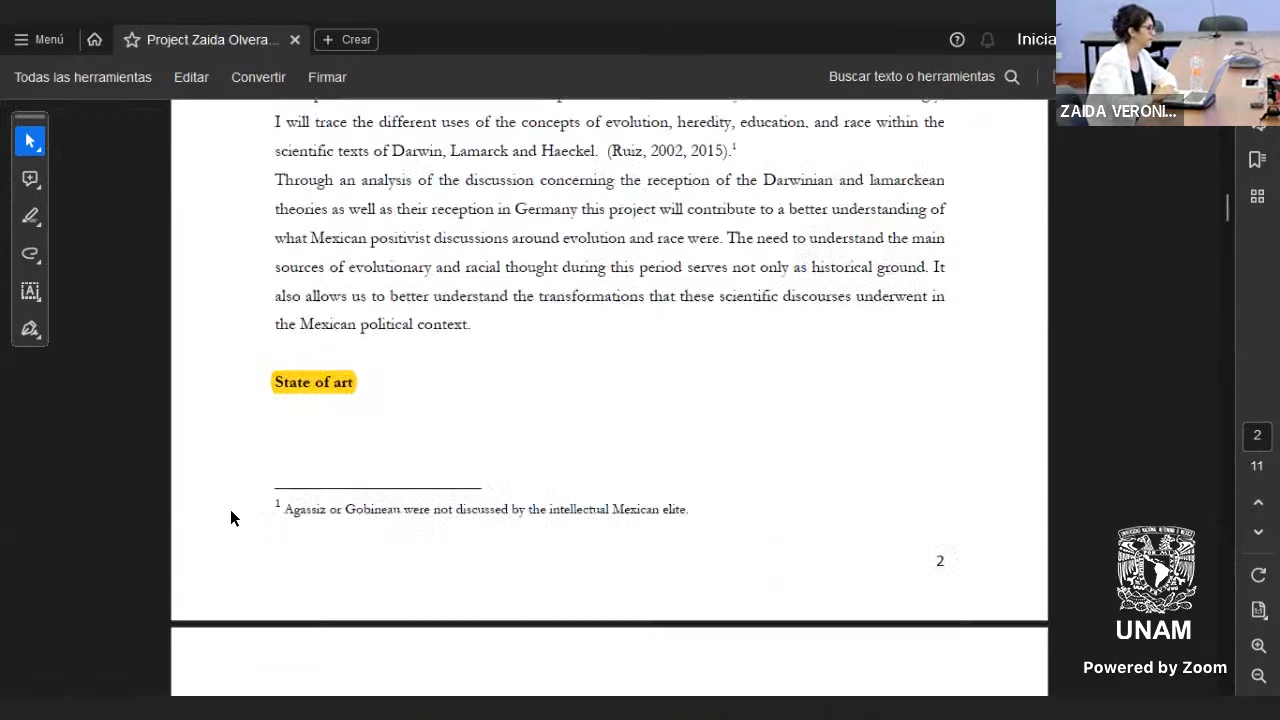 Menú
Project Zaida Olvera...
Crear
Inicia
Todas las herramientas
Editar
Convertir
Firmar
Buscar texto o herramientas
ZAIDA VERONI...
I will trace the different uses of the concepts of evolution, heredity, education, and race within the
scientific texts of Darwin, Lamarck and Haeckel. (Ruiz, 2002, 2015).1
Through an analysis of the discussion concerning the reception of the Darwinian and lamarckean
theories as well as their reception in Germany this project will contribute to a better understanding of
what Mexican positivist discussions around evolution and race were. The need to understand the main
sources of evolutionary and racial thought during this period serves not only as historical ground. It
also allows us to better understand the transformations that these scientific discourses underwent in
the Mexican political context.
State of art
1 Agassiz or Gobineau were not discussed by the intellectual Mexican elite.
2
2
11
UNAM
Powered by Zoom